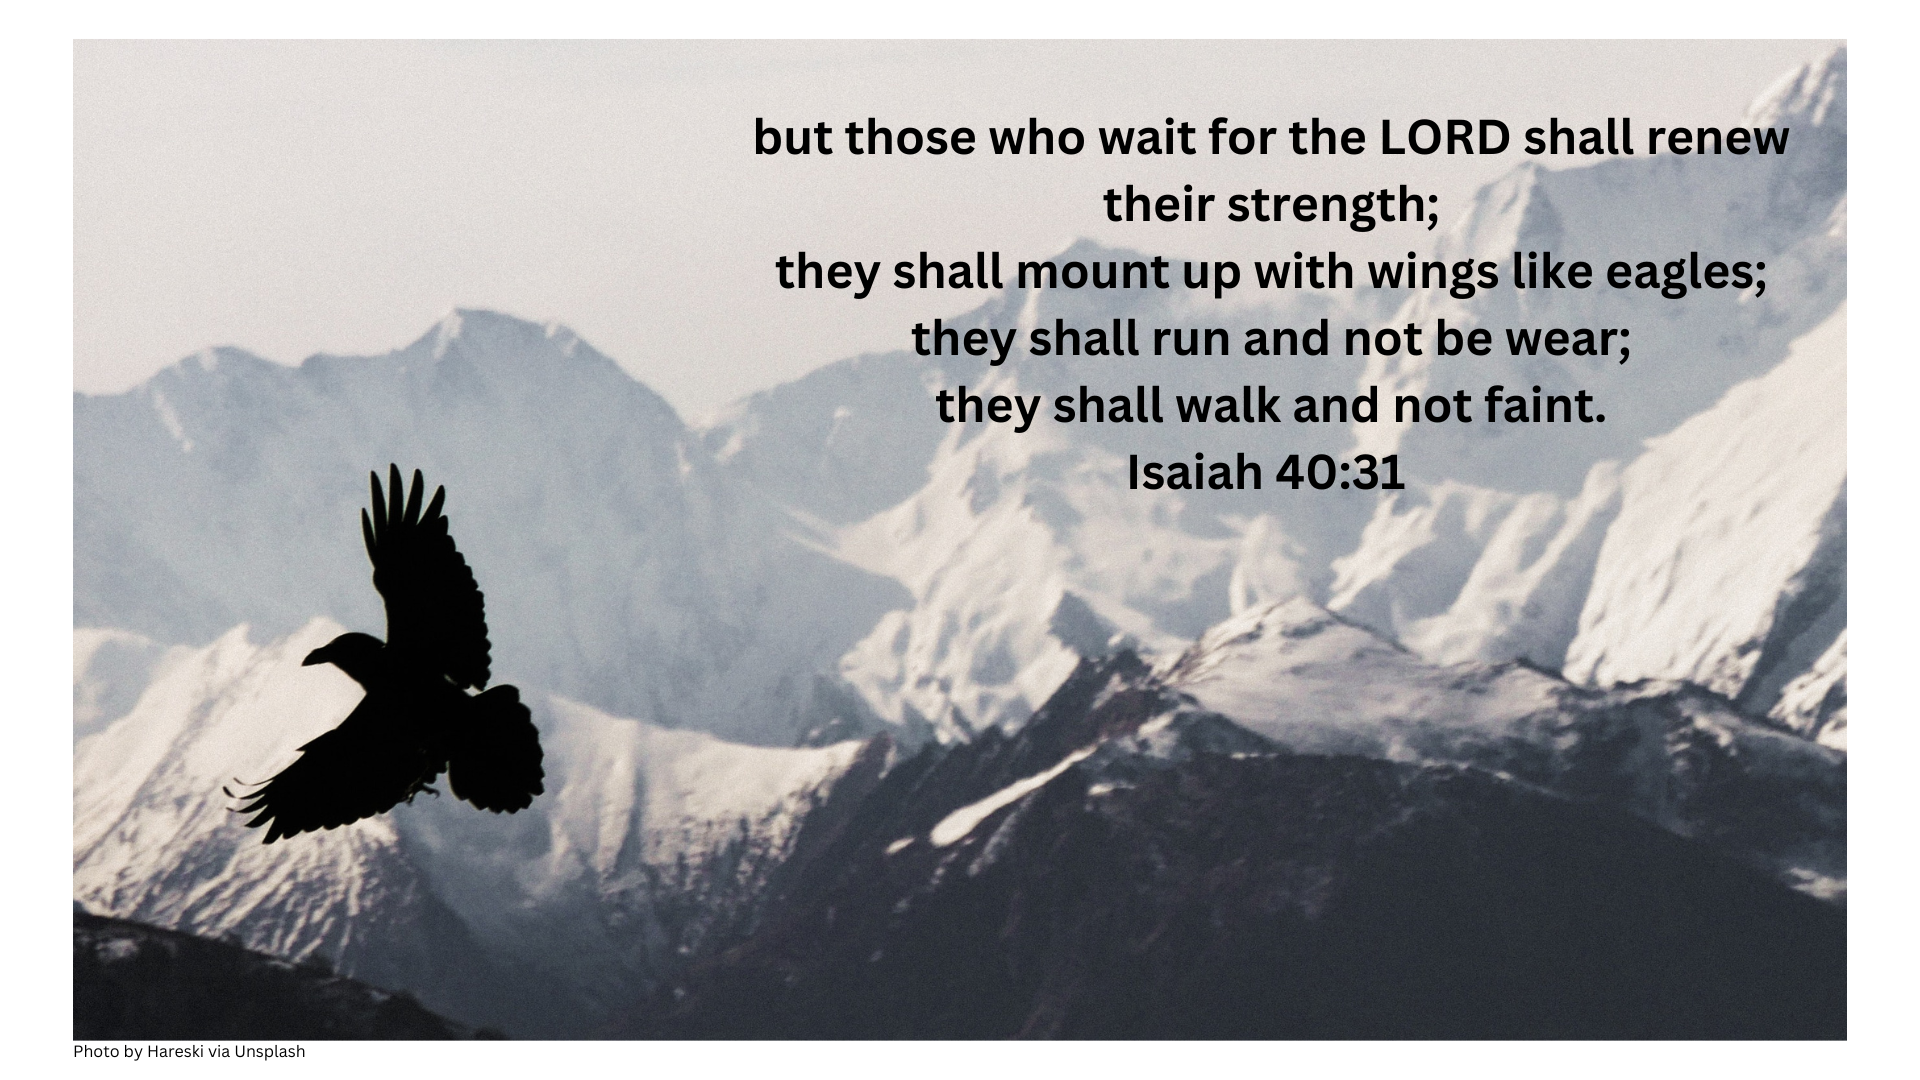 but those who wait for the LORD shall renew
their strength;
they shall mount up with wings like eagles;
they shall run and not be wear;
they shall walk and not faint.
Isaiah 40:31
Photo by Hareski via Unsplash